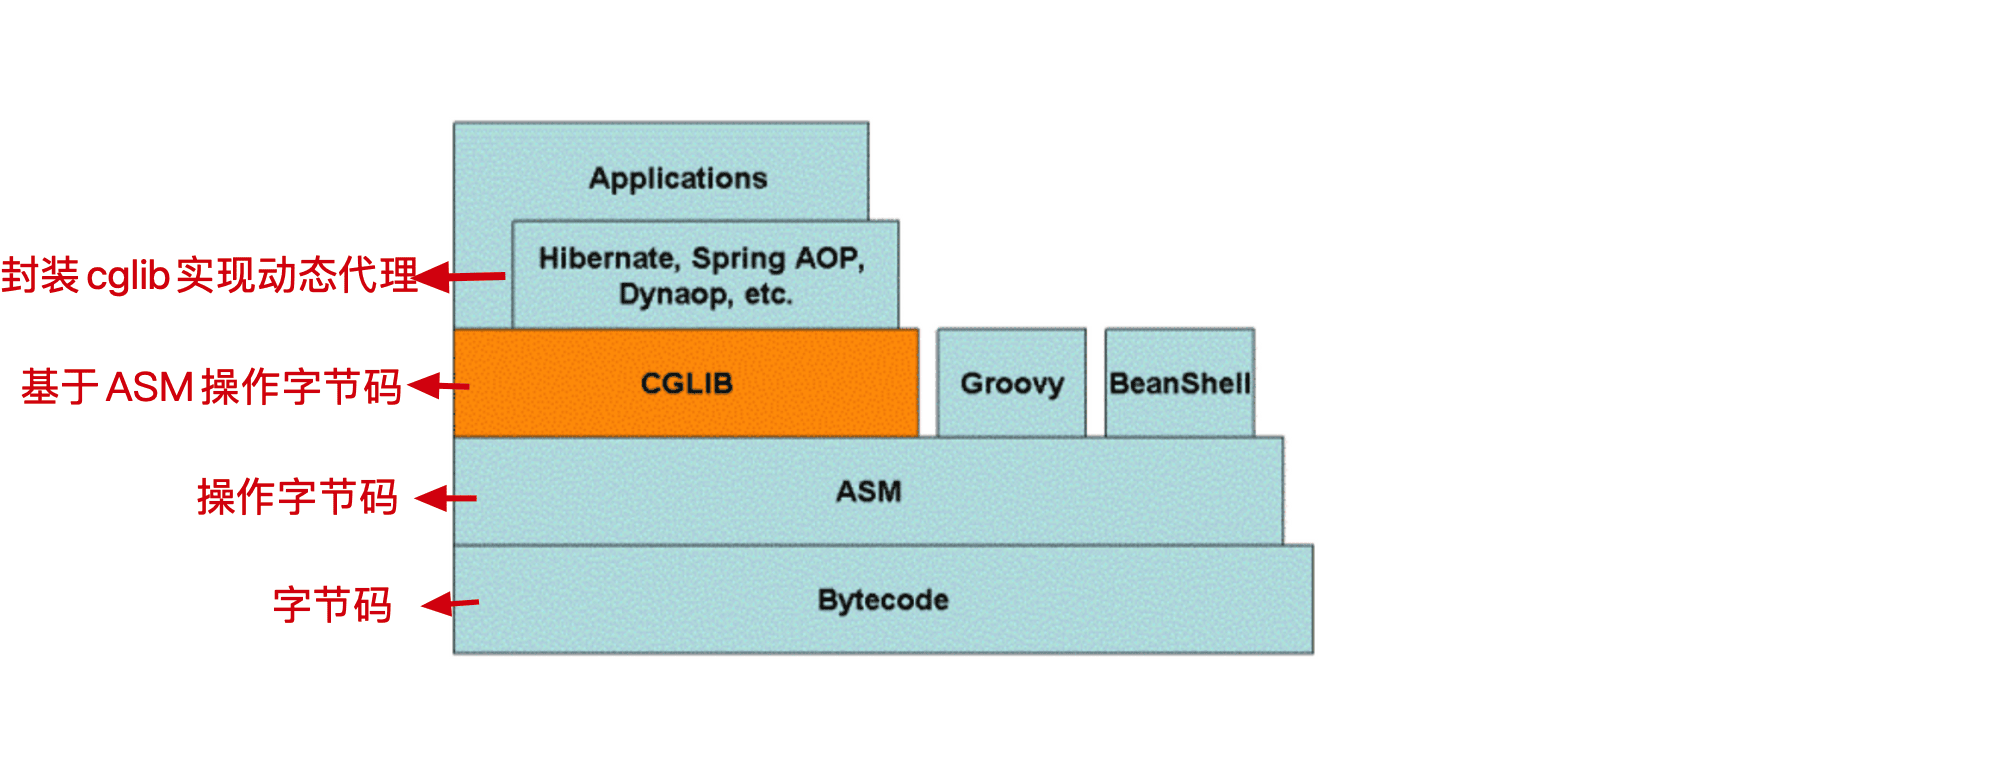 Applications
封装 cglib 实现动态代理
Hibernate, Spring AOP,
Dynaop, etc.
基于 ASM 操作字节码
CGLIB
Groovy
BeanShell
操作字节码
ASM
字节码
Bytecode